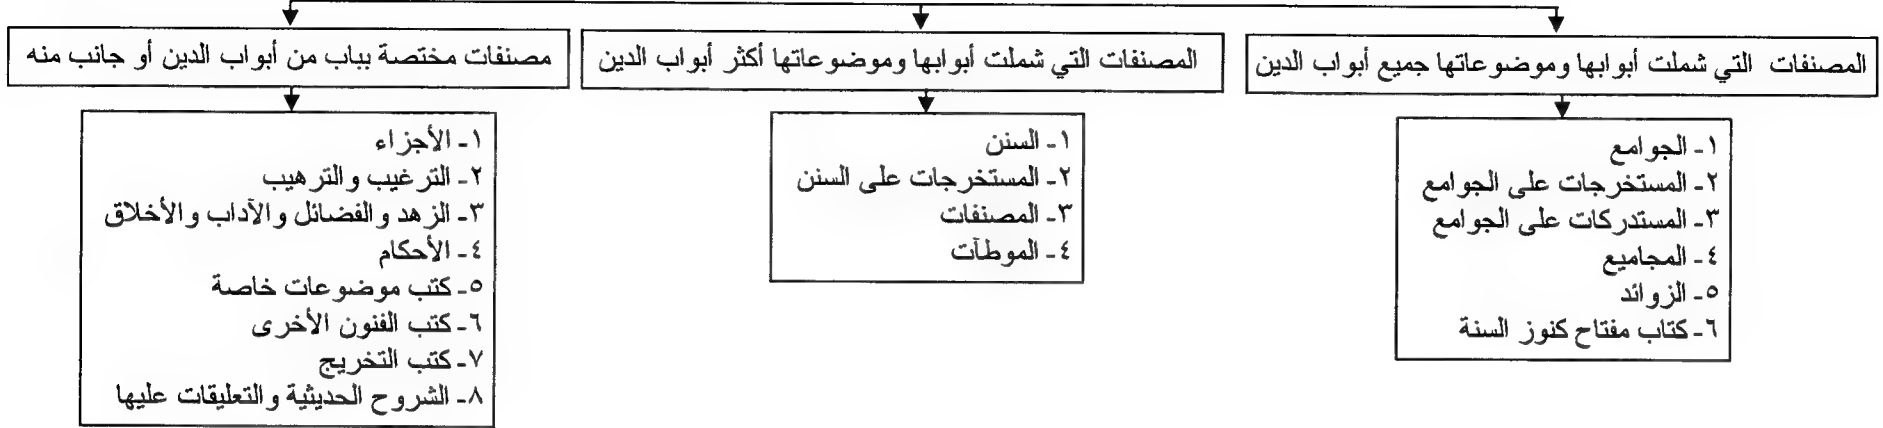 المصنفات التي شملت أبوابها وموضوعاتها جميع أبواب الدين
١- الجوامع
٢- المستخرجات على الجوامع
٣- المستدركات على الجوامع
٤- المجاميع
٥- الزوائد
٦- كتاب مفتاح كنوز السنة
المصنفات التي شملت أبوابها وموضوعاتها أكثر أبواب الدين
١- السنن
٢- المستخرجات على السنن
٣- المصنفات
٤- الموطآت
مصنفات مختصة بباب من أبواب الدين أو جانب منه
١- الأجزاء
٢- الترغيب والترهيب
٣- الزهد والفضائل والآداب والأخلاق
٤- الأحكام
٥- كتب موضوعات خاصة
٦- كتب الفنون الأخرى
٧- كتب التخريج
٨- الشروح الحديثية والتعليقات عليها